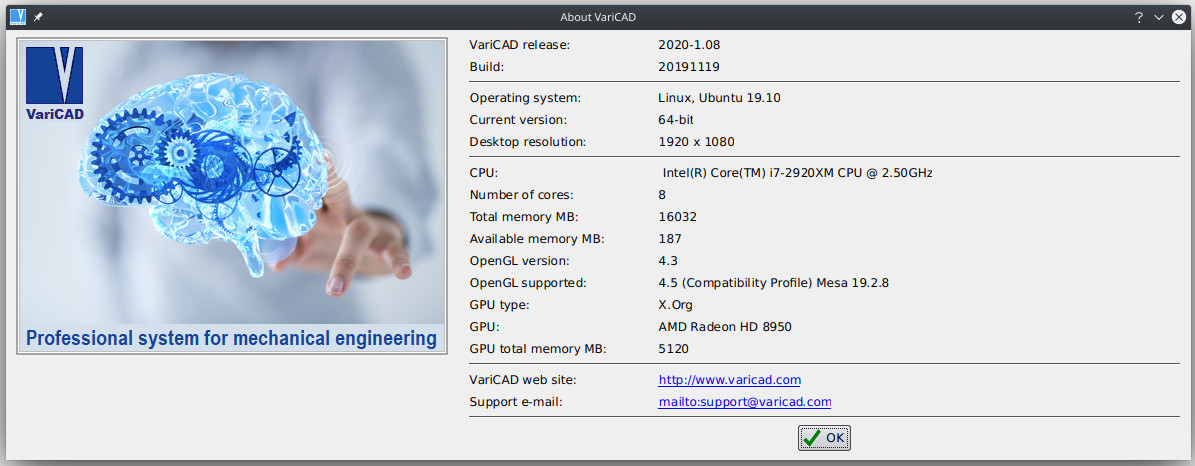 About VariCAD
VariCAD
Professional system for mechanical engineering
VariCAD release: 2020-1.08
Build: 20191119
Operating system: Linux, Ubuntu 19.10
Current version: 64-bit
Desktop resolution: 1920 x 1080
CPU: Intel(R) Core(TM) i7-2920XM CPU @ 2.50GHz
Number of cores: 8
Total memory MB: 16032
Available memory MB: 187
OpenGL version: 4.3
OpenGL supported: 4.5 (Compatibility Profile) Mesa 19.2.8
GPU type: X.Org
GPU: AMD Radeon HD 8950
GPU total memory MB: 5120
VariCAD web site: http://www.varicad.com
Support e-mail: mailto:support@varicad.com
OK